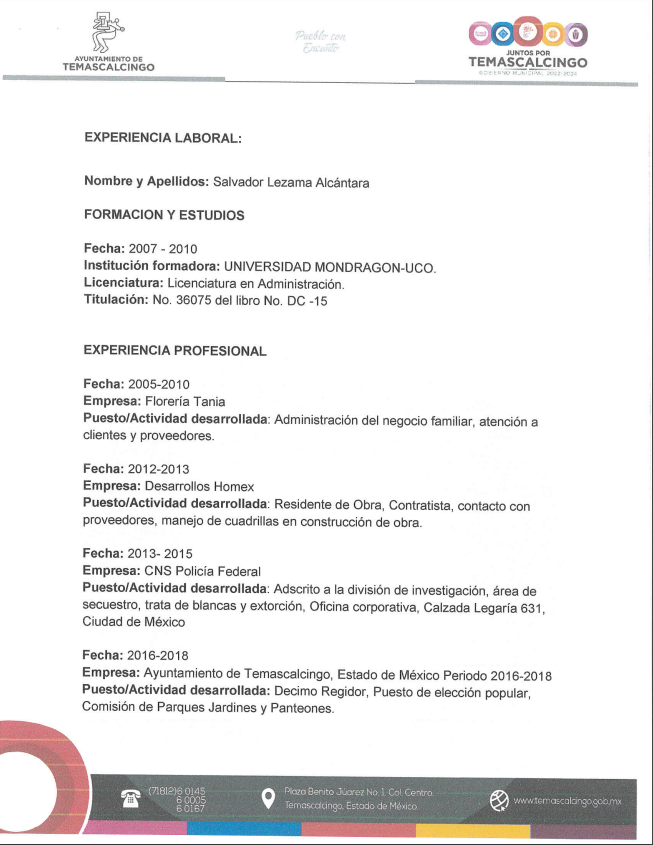 AYUNTAMIENTO DE
TEMASCALCINGO
Pueblo con
Encanto
JUNTOS POR
TEMASCALCINGO
GOBIERNO MUNICIPAL 2022-2024
EXPERIENCIA LABORAL:
Nombre y Apellidos: Salvador Lezama Alcántara
FORMACION Y ESTUDIOS
Fecha: 2007 - 2010
Institución formadora: UNIVERSIDAD MONDRAGON-UCO.
Licenciatura: Licenciatura en Administración.
Titulación: No. 36075 del libro No. DC -15
EXPERIENCIA PROFESIONAL
Fecha: 2005-2010
Empresa: Florería Tania
Puesto/Actividad desarrollada: Administración del negocio familiar, atención a
clientes y proveedores.
Fecha: 2012-2013
Empresa: Desarrollos Homex
Puesto/Actividad desarrollada: Residente de Obra, Contratista, contacto con
proveedores, manejo de cuadrillas en construcción de obra.
Fecha: 2013- 2015
Empresa: CNS Policía Federal
Puesto/Actividad desarrollada: Adscrito a la división de investigación, área de
secuestro, trata de blancas y extorción, Oficina corporativa, Calzada Legaría 631,
Ciudad de México
Fecha: 2016-2018
Empresa: Ayuntamiento de Temascalcingo, Estado de México Periodo 2016-2018
Puesto/Actividad desarrollada: Decimo Regidor, Puesto de elección popular,
Comisión de Parques Jardines y Panteones.
(718)12)6 0145
6 0005
6 0167
Plaza Benito Júarez No. 1. Col. Centro.
Temascalcingo, Estado de México.
www.temascalcingo.gob.mx